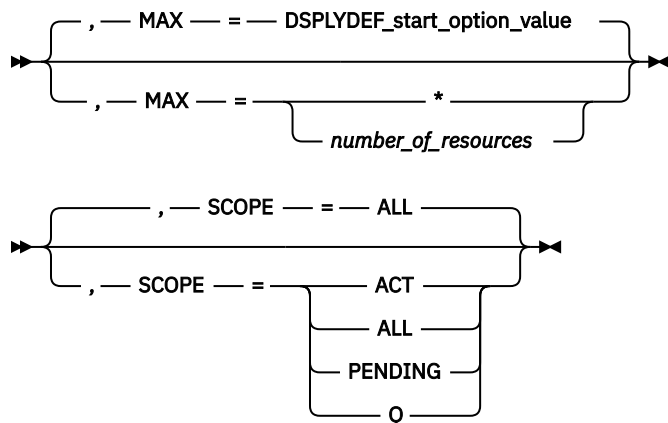 , MAX = DSPLYDEF_start_option_value
, MAX = *
number_of_resources
, SCOPE = ALL
, SCOPE = ACT
ALL
PENDING
O